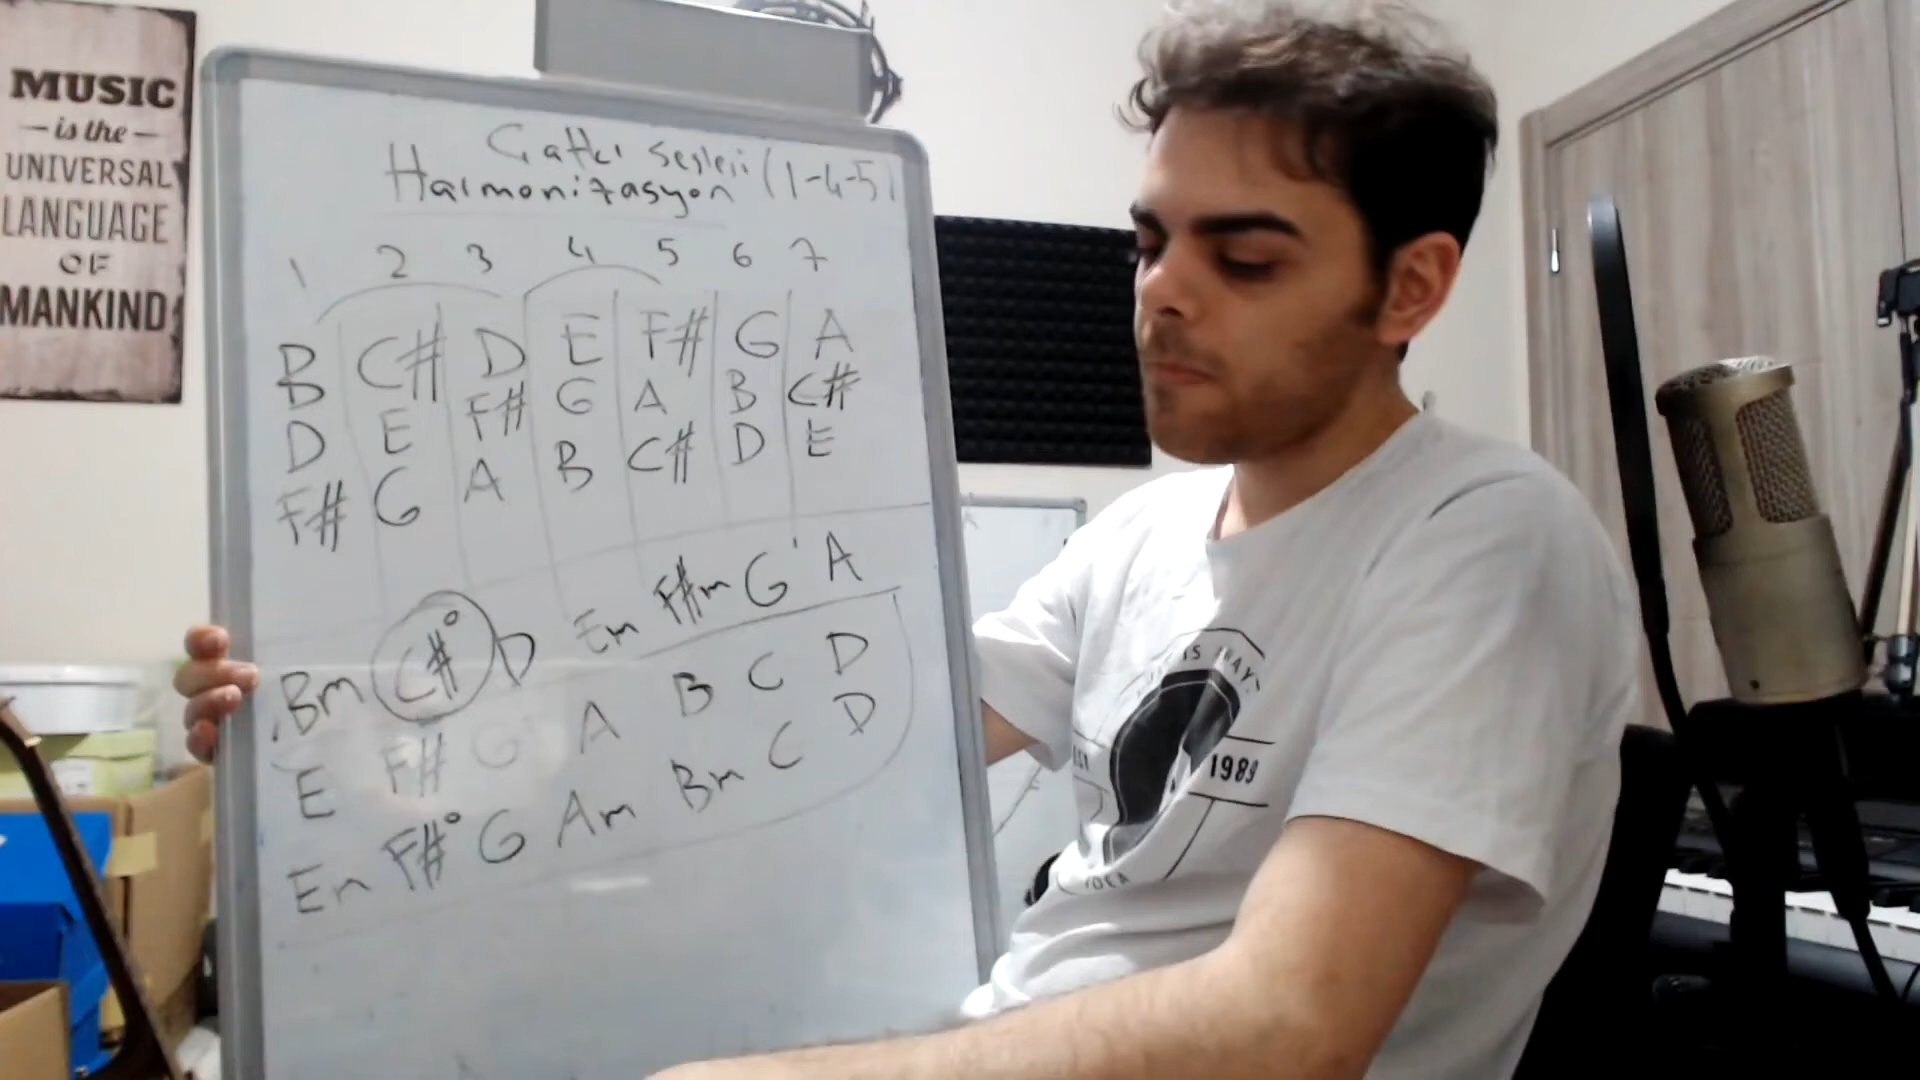 MUSIC
is the
UNIVERSAL
LANGUAGE
OF
MANKIND
Gatkı sesleri
Harmonizasyon (1-4-5)
1 2 3 4 5 6 7
B C# D E F# G A
D E F# G A B C#
F# G A B C# D E
Bm C#° D Em F#m G A
E F# G A B C D
Em F#° G Am Bm C D
1989
IDEA